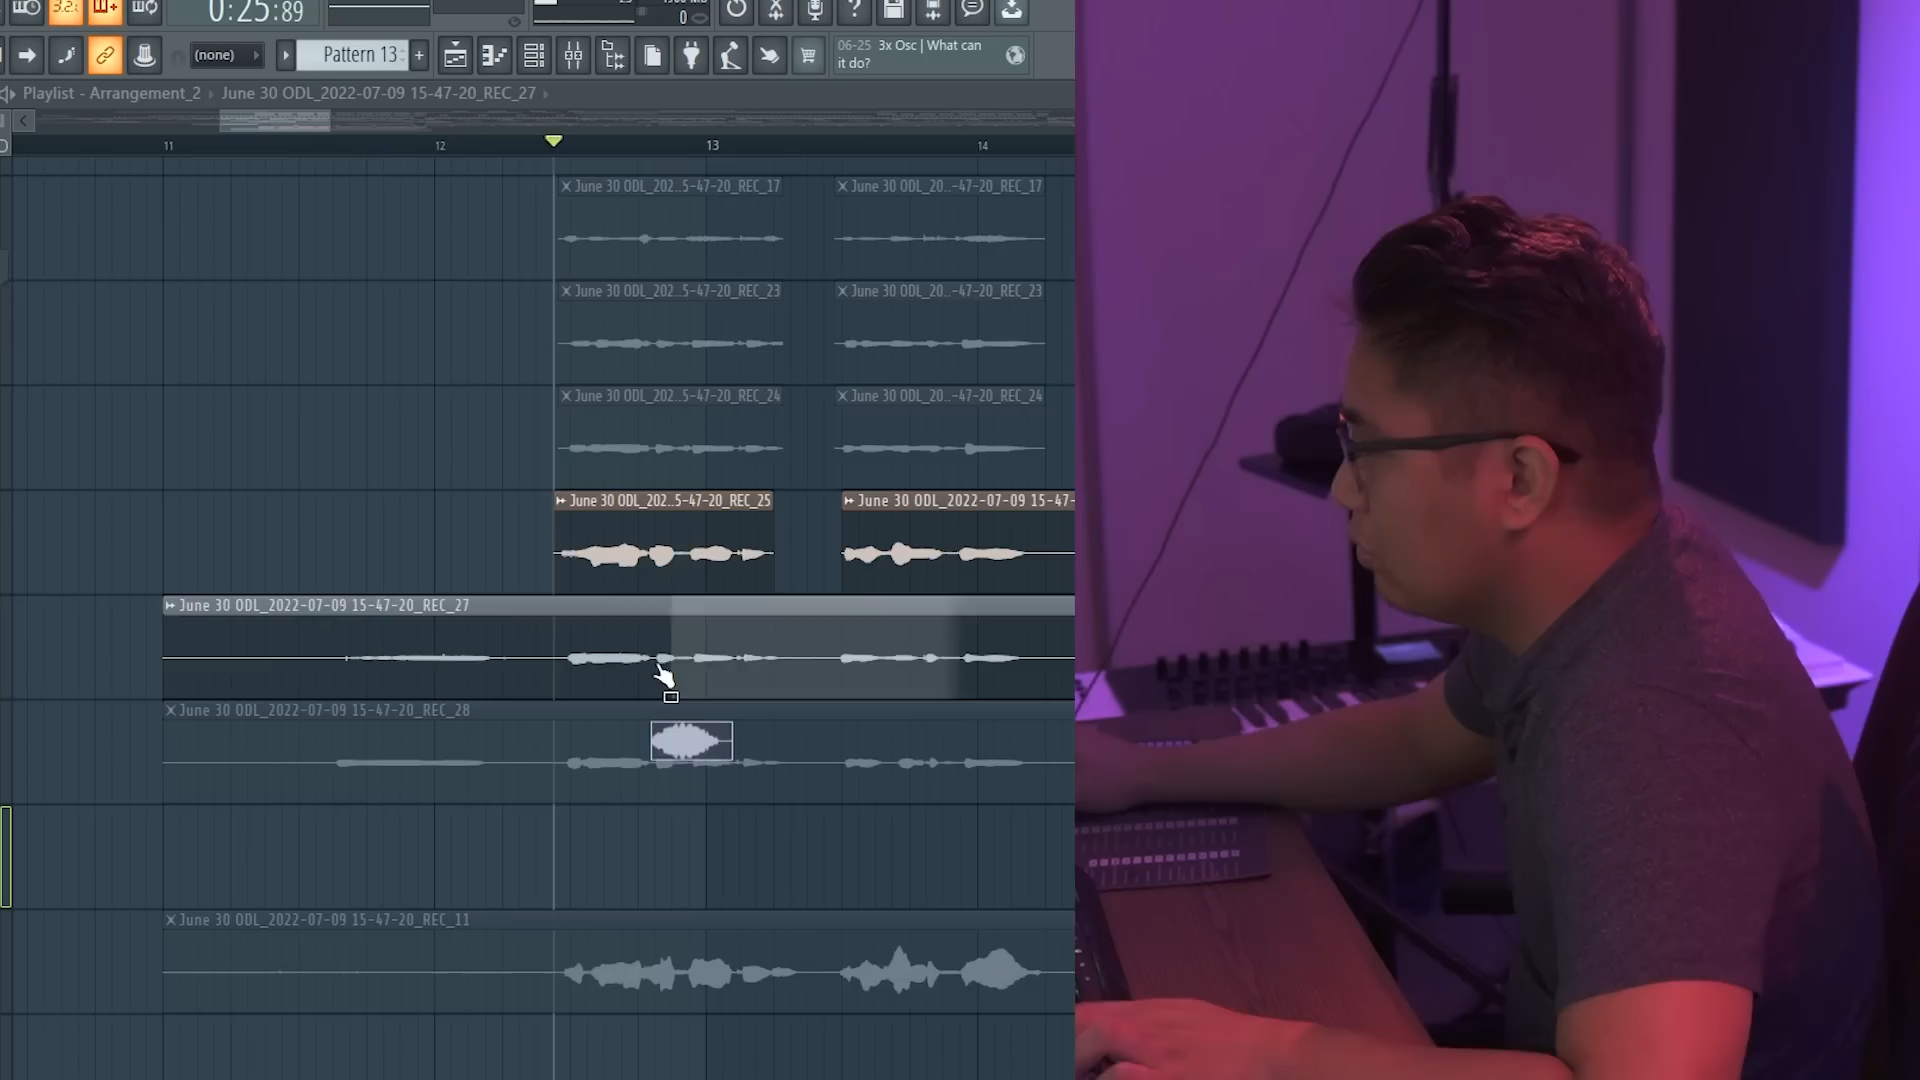 0:25:89
0
(none)
Pattern 13
+
06-25 3x Osc | What can
it do?
Playlist - Arrangement_2 › June 30 ODL_2022-07-09 15-47-20_REC_27 ›
11 12 13 14
June 30 ODL_202..5-47-20_REC_17
June 30 ODL_20..-47-20_REC_17
June 30 ODL_202..5-47-20_REC_23
June 30 ODL_20..-47-20_REC_23
June 30 ODL_202..5-47-20_REC_24
June 30 ODL_20..-47-20_REC_24
June 30 ODL_202..5-47-20_REC_25
June 30 ODL_2022-07-09 15-47-
June 30 ODL_2022-07-09 15-47-20_REC_27
June 30 ODL_2022-07-09 15-47-20_REC_28
June 30 ODL_2022-07-09 15-47-20_REC_11